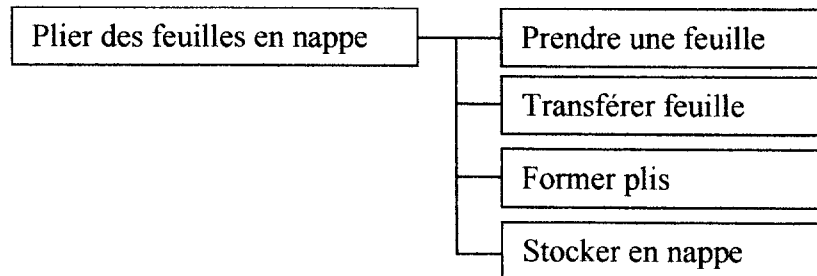 Plier des feuilles en nappe
Prendre une feuille
Transférer feuille
Former plis
Stocker en nappe